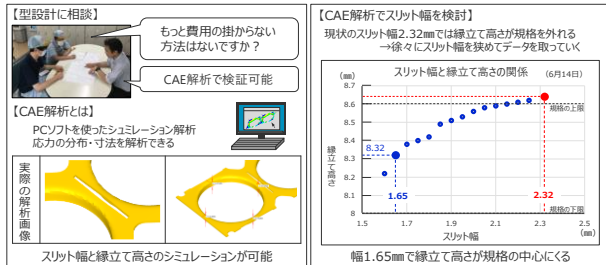 【型設計に相談】
もっと費用の掛からない
方法はないですか？
CAE解析で検証可能
【CAE解析とは】
PCソフトを使ったシュミレーション解析
応力の分布・寸法を解析できる
実際の解析画像
スリット幅と縁立て高さのシミュレーションが可能
【CAE解析でスリット幅を検討】
現状のスリット幅2.32㎜では縁立て高さが規格を外れる
→徐々にスリット幅を狭めてデータを取っていく
(㎜)
スリット幅と縁立て高さの関係
(6月14日)
8.7
8.6
規格の上限
8.5
8.4
8.32
8.3
縁立て高さ
8.2
8.1
1.65
2.32
規格の下限
8
1.5
1.7
1.9
2.1
2.3
2.5
スリット幅
(㎜)
幅1.65㎜で縁立て高さが規格の中心にくる